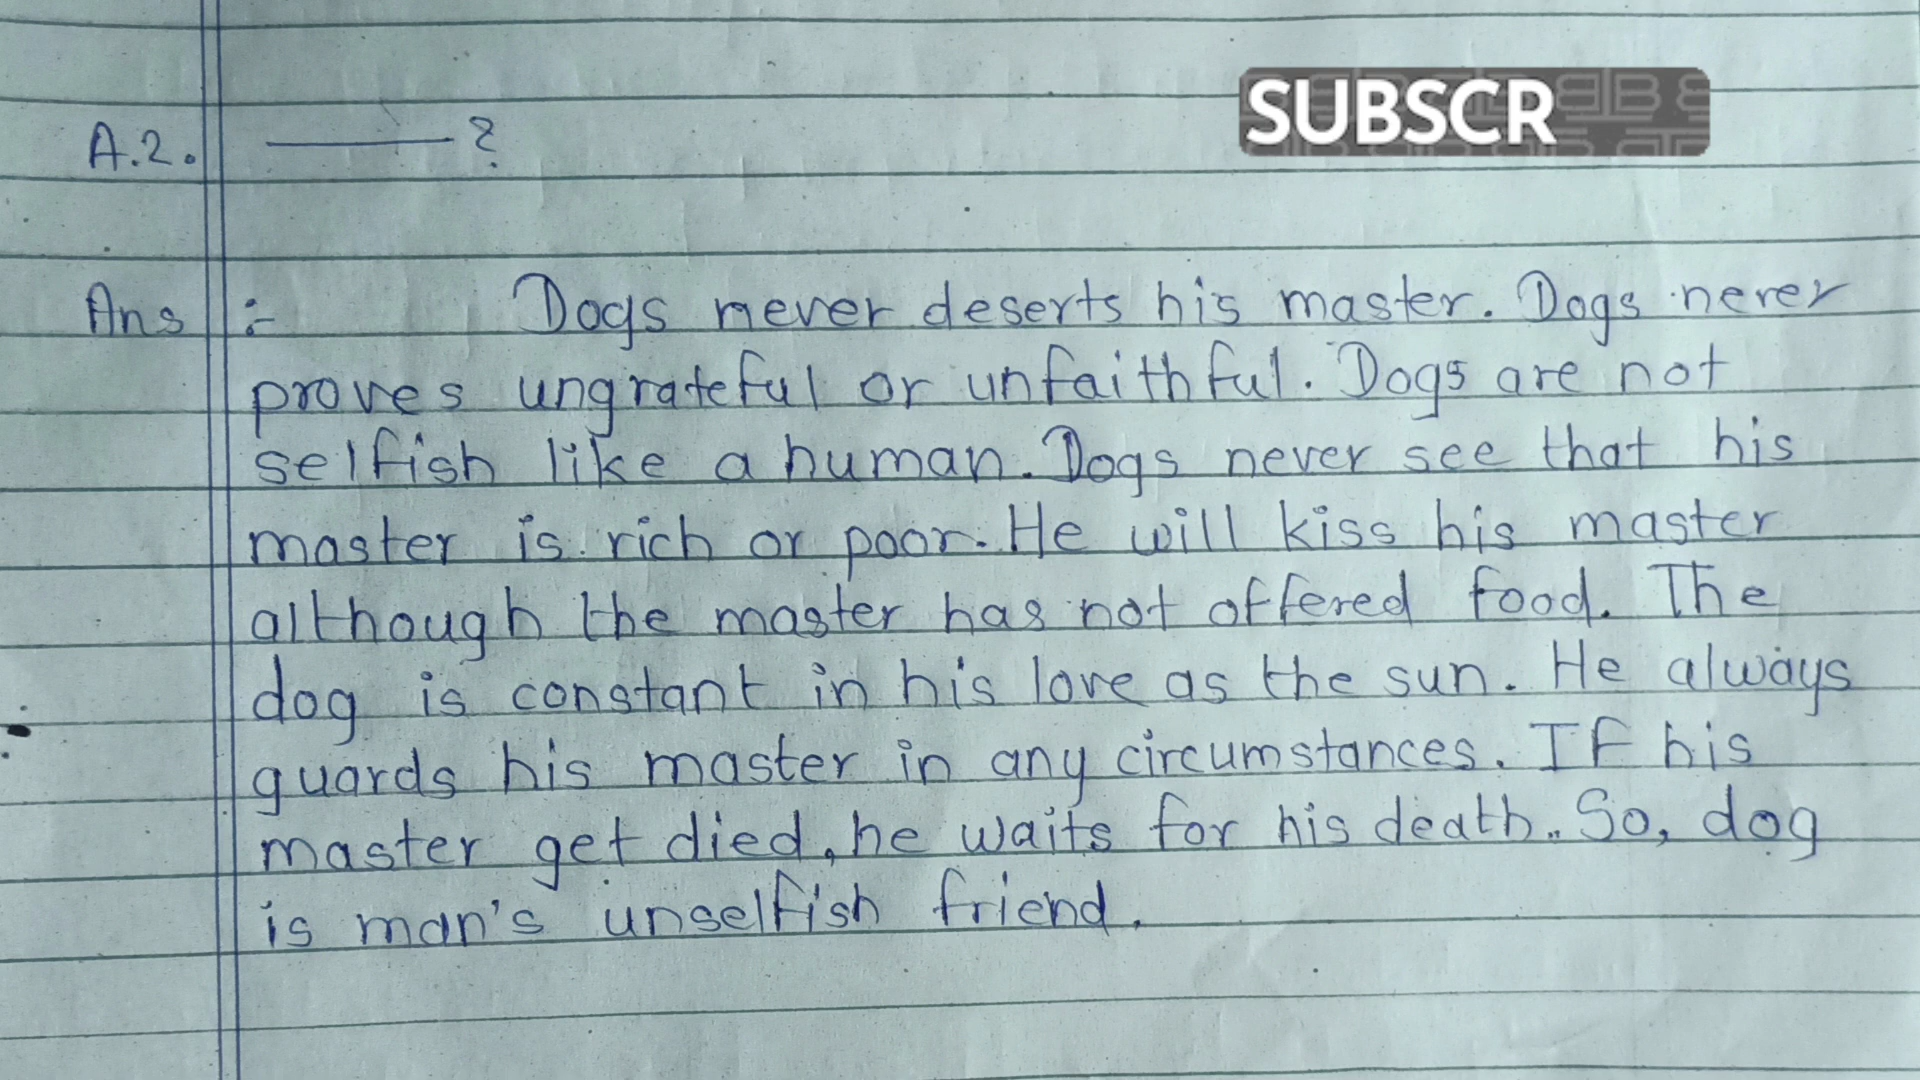 SUBSCR
A.2. ——— ?
Ans :- Dogs never deserts his master. Dogs never
proves ungrateful or unfaithful. Dogs are not
selfish like a human. Dogs never see that his
master is rich or poor. He will kiss his master
although the master has not offered food. The
dog is constant in his love as the sun. He always
guards his master in any circumstances. If his
master get died, he waits for his death.. So, dog
is man's unselfish friend.